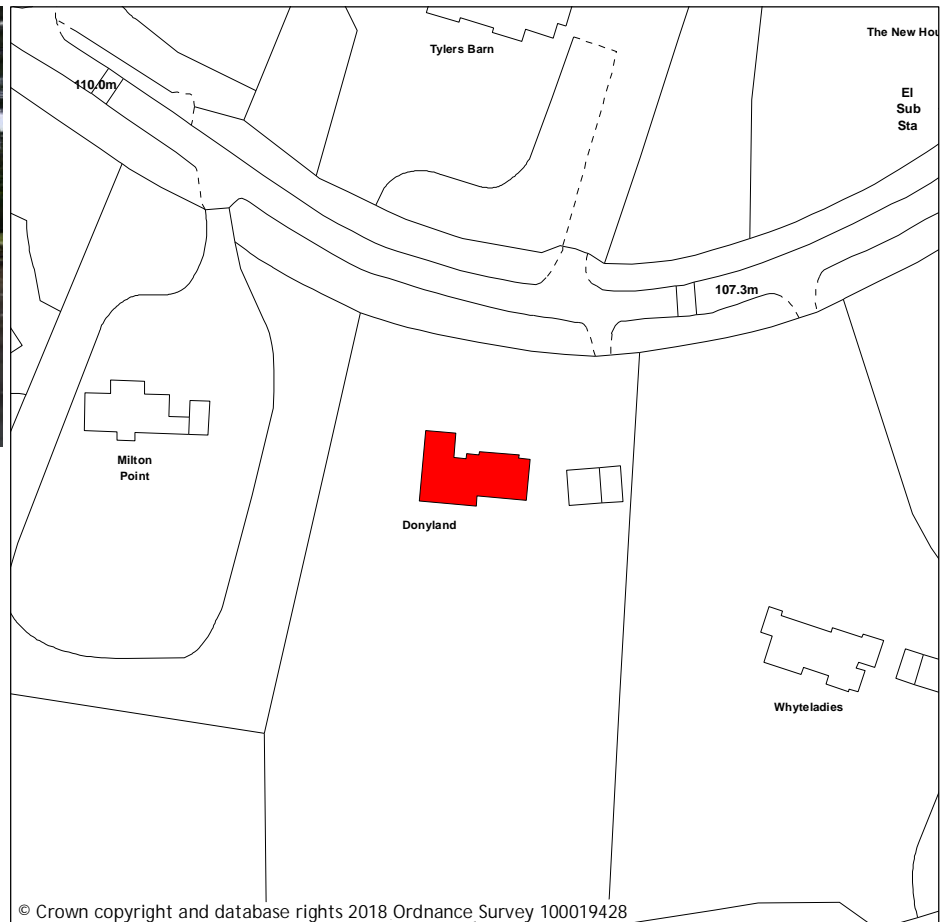 Tylers Barn
The New Hou
110.0m
El
Sub
Sta
107.3m
Milton
Point
Donyland
Whyteladies
© Crown copyright and database rights 2018 Ordnance Survey 100019428